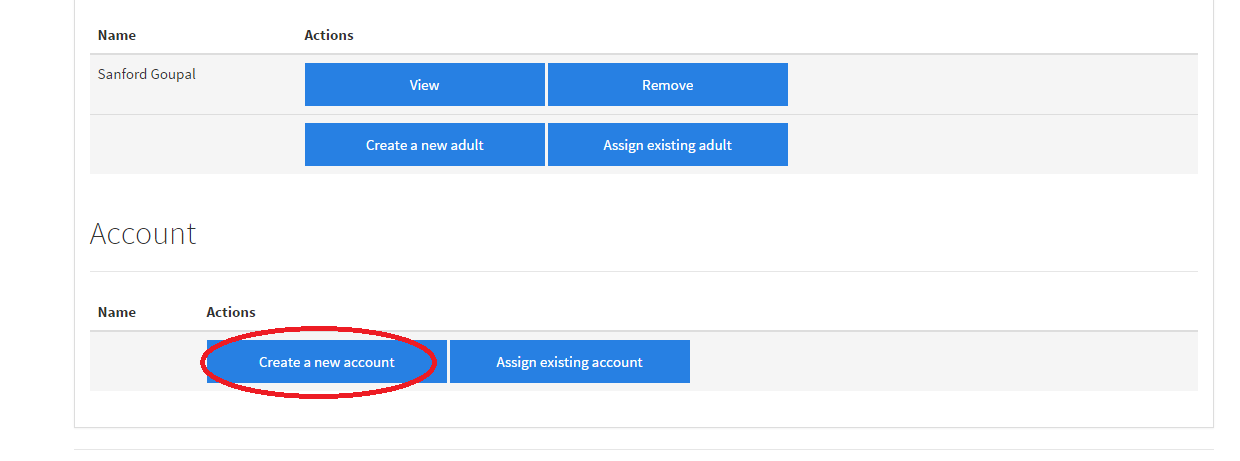 Name Actions
Sanford Goupal View Remove
Create a new adult Assign existing adult
Account
Name Actions
Create a new account Assign existing account